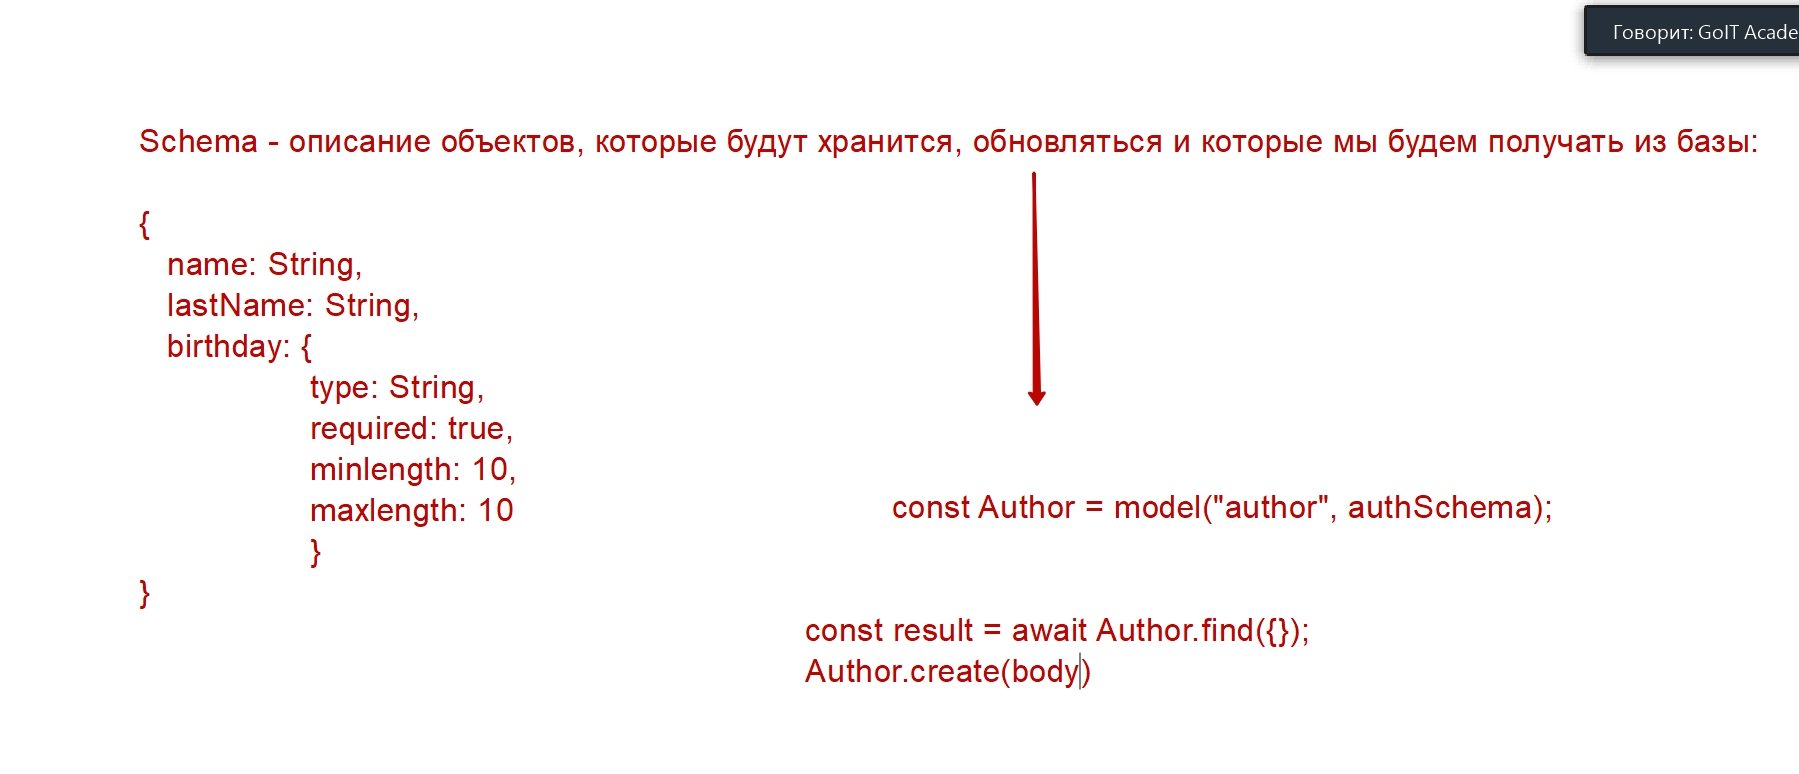 Говорит: GoIT Acade
Schema - описание объектов, которые будут хранится, обновляться и которые мы будем получать из базы:
{
name: String,
lastName: String,
birthday: {
type: String,
required: true,
minlength: 10,
maxlength: 10
}
}
const Author = model("author", authSchema);
const result = await Author.find({});
Author.create(body)